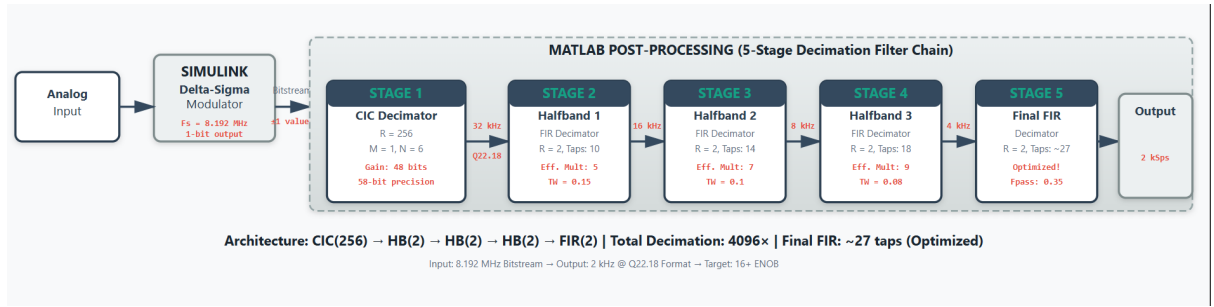 MATLAB POST-PROCESSING (5-Stage Decimation Filter Chain)
Analog
Input
SIMULINK
Delta-Sigma
Modulator
Fs = 8.192 MHz
1-bit output
Bitstream
±1 value
STAGE 1
CIC Decimator
R = 256
M = 1, N = 6
Gain: 48 bits
58-bit precision
32 kHz
Q22.18
STAGE 2
Halfband 1
FIR Decimator
R = 2, Taps: 10
Eff. Mult: 5
TW = 0.15
16 kHz
STAGE 3
Halfband 2
FIR Decimator
R = 2, Taps: 14
Eff. Mult: 7
TW = 0.1
8 kHz
STAGE 4
Halfband 3
FIR Decimator
R = 2, Taps: 18
Eff. Mult: 9
TW = 0.08
4 kHz
STAGE 5
Final FIR
Decimator
R = 2, Taps: ~27
Optimized!
Fpass: 0.35
Output
2 kSps
Architecture: CIC(256) → HB(2) → HB(2) → HB(2) → FIR(2) | Total Decimation: 4096× | Final FIR: ~27 taps (Optimized)
Input: 8.192 MHz Bitstream → Output: 2 kHz @ Q22.18 Format → Target: 16+ ENOB